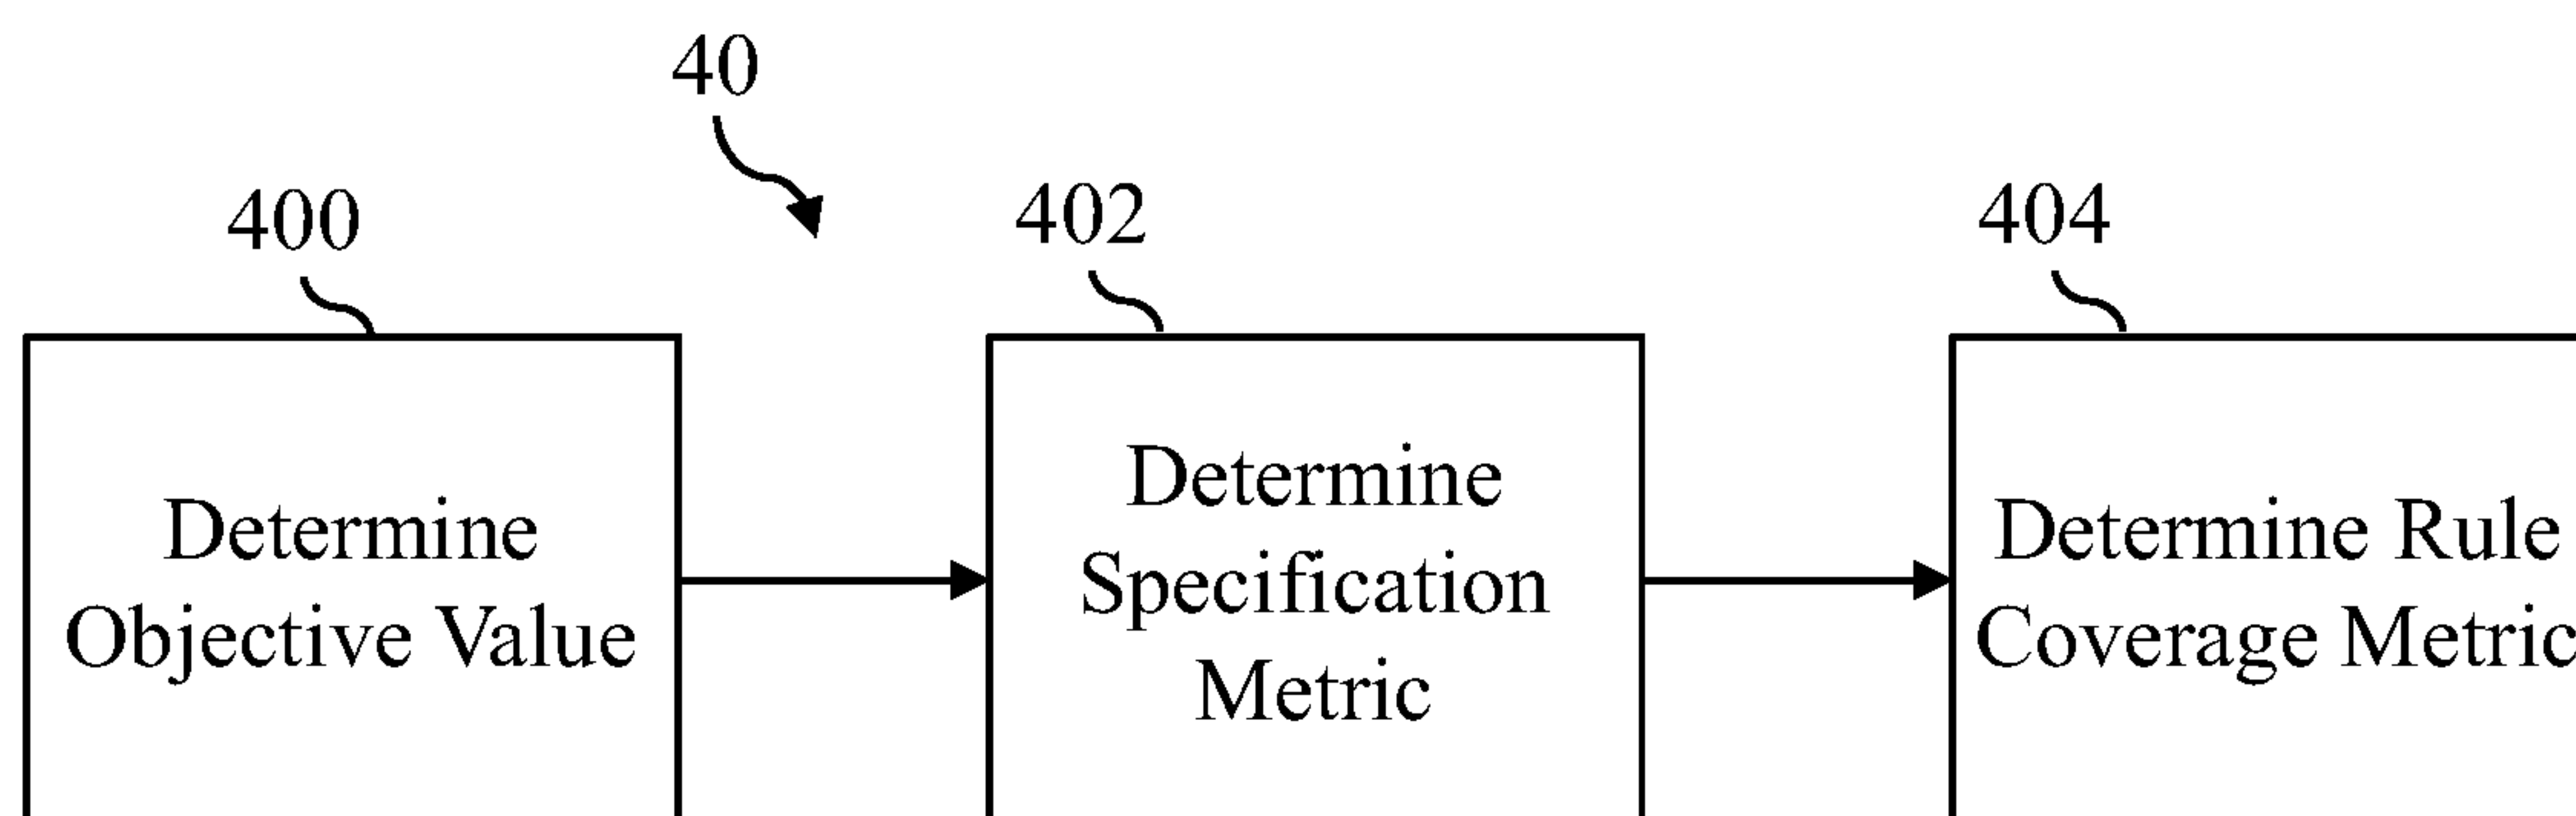 40
400
402
404
Determine
Objective Value
Determine
Specification
Metric
Determine Rule
Coverage Metric